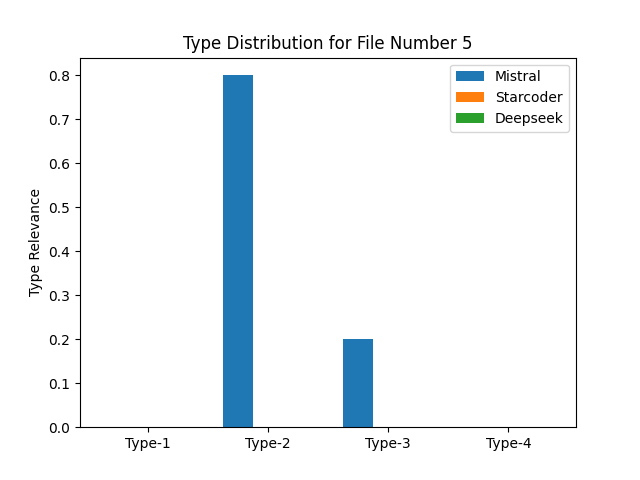 Type Distribution for File Number 5
Mistral
Starcoder
Deepseek
Type Relevance
0.8
0.7
0.6
0.5
0.4
0.3
0.2
0.1
0.0
Type-1 Type-2 Type-3 Type-4